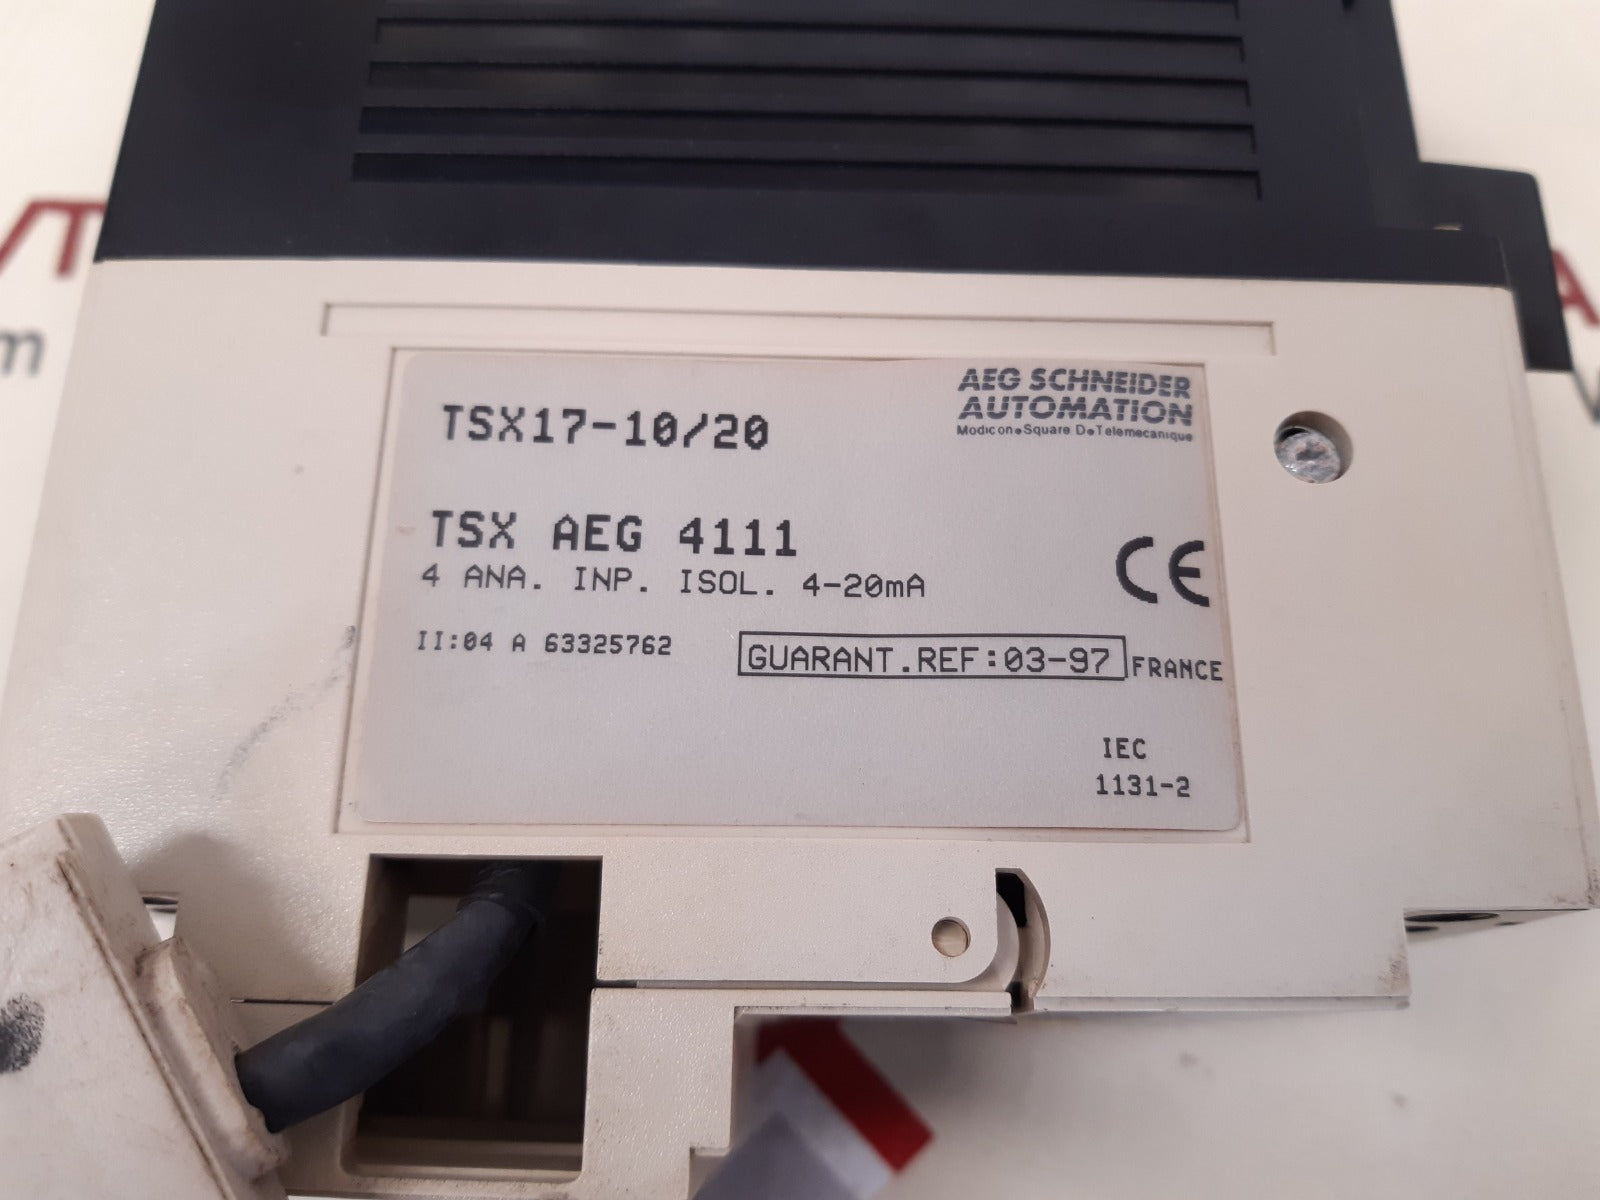 AEG SCHNEIDER
AUTOMATION
Modicon•Square D•Telemecanique
TSX17-10/20
TSX AEG 4111
4 ANA. INP. ISOL. 4-20mA
CE
II:04 A 63325762
GUARANT.REF:03-97
FRANCE
IEC
1131-2